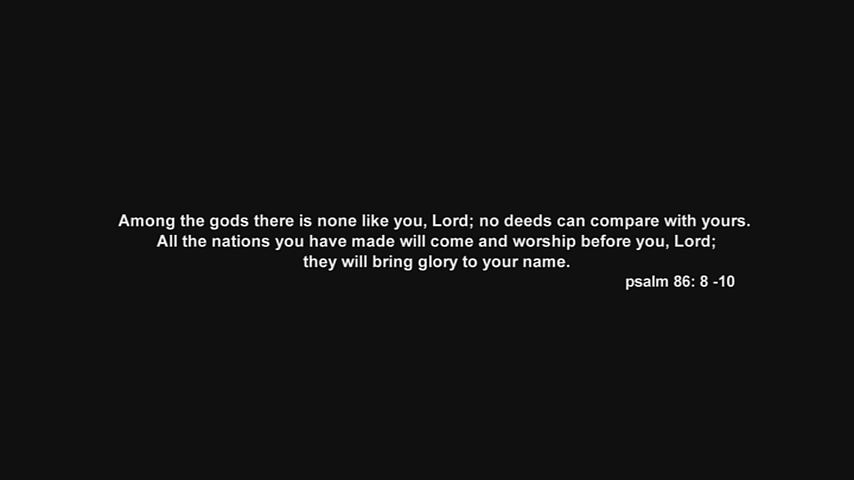 Among the gods there is none like you, Lord; no deeds can compare with yours.
All the nations you have made will come and worship before you, Lord;
they will bring glory to your name.
psalm 86: 8 -10